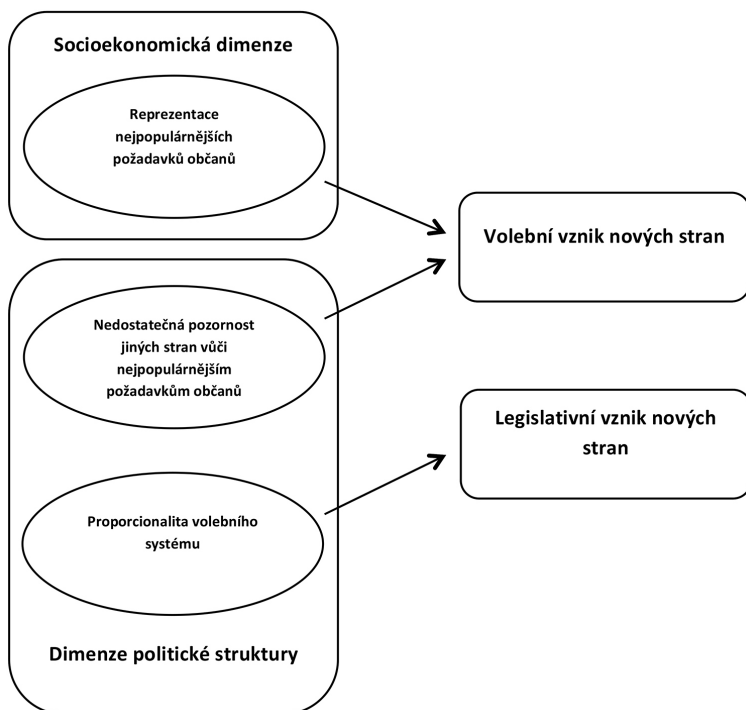 Socioekonomická dimenze
Reprezentace
nejpopulárnějších
požadavků občanů
Volební vznik nových stran
Nedostatečná pozornost
jiných stran vůči
nejpopulárnějším
požadavkům občanů
Legislativní vznik nových
stran
Proporcionalita volebního
systému
Dimenze politické struktury